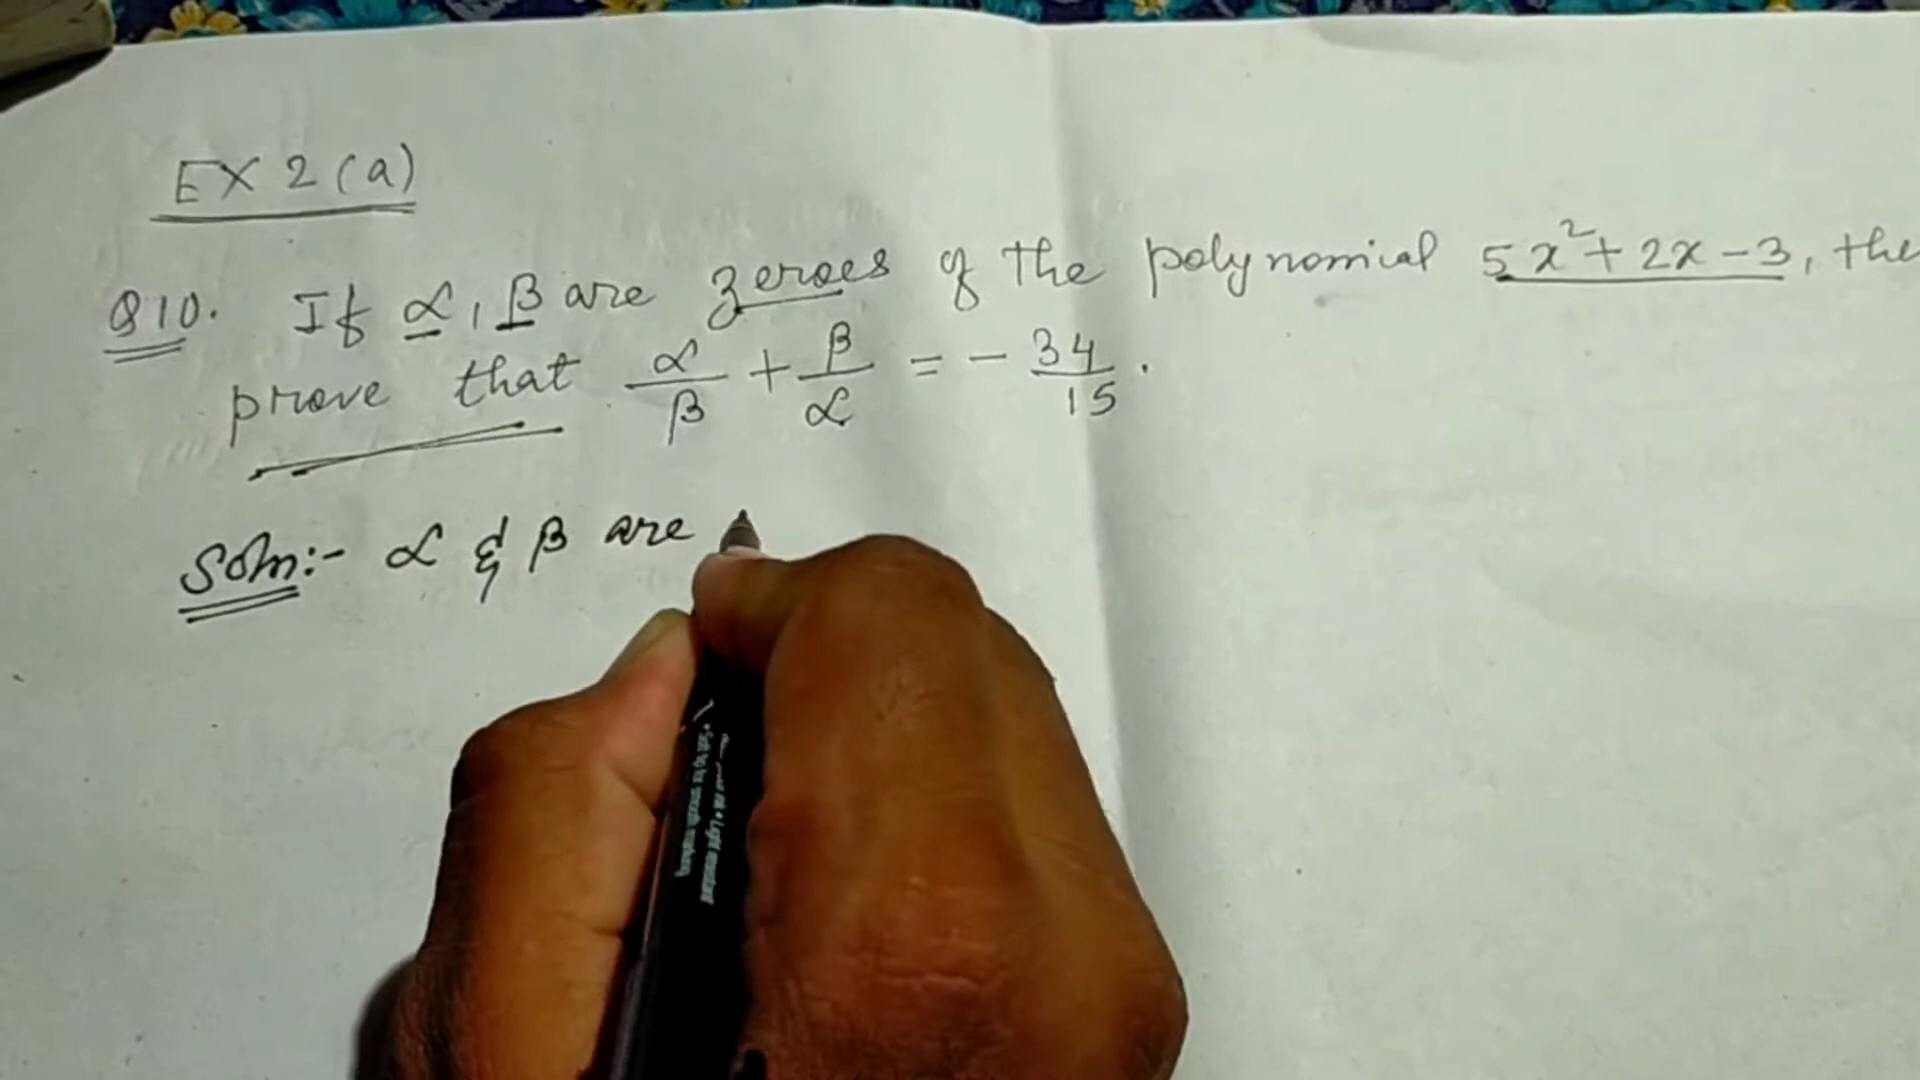 EX 2 (a)
Q10. If α, β are zeroes of the polynomial 5x²+2x-3, the
prove that α/β + β/α = - 34/15.
Soln:- α & β are